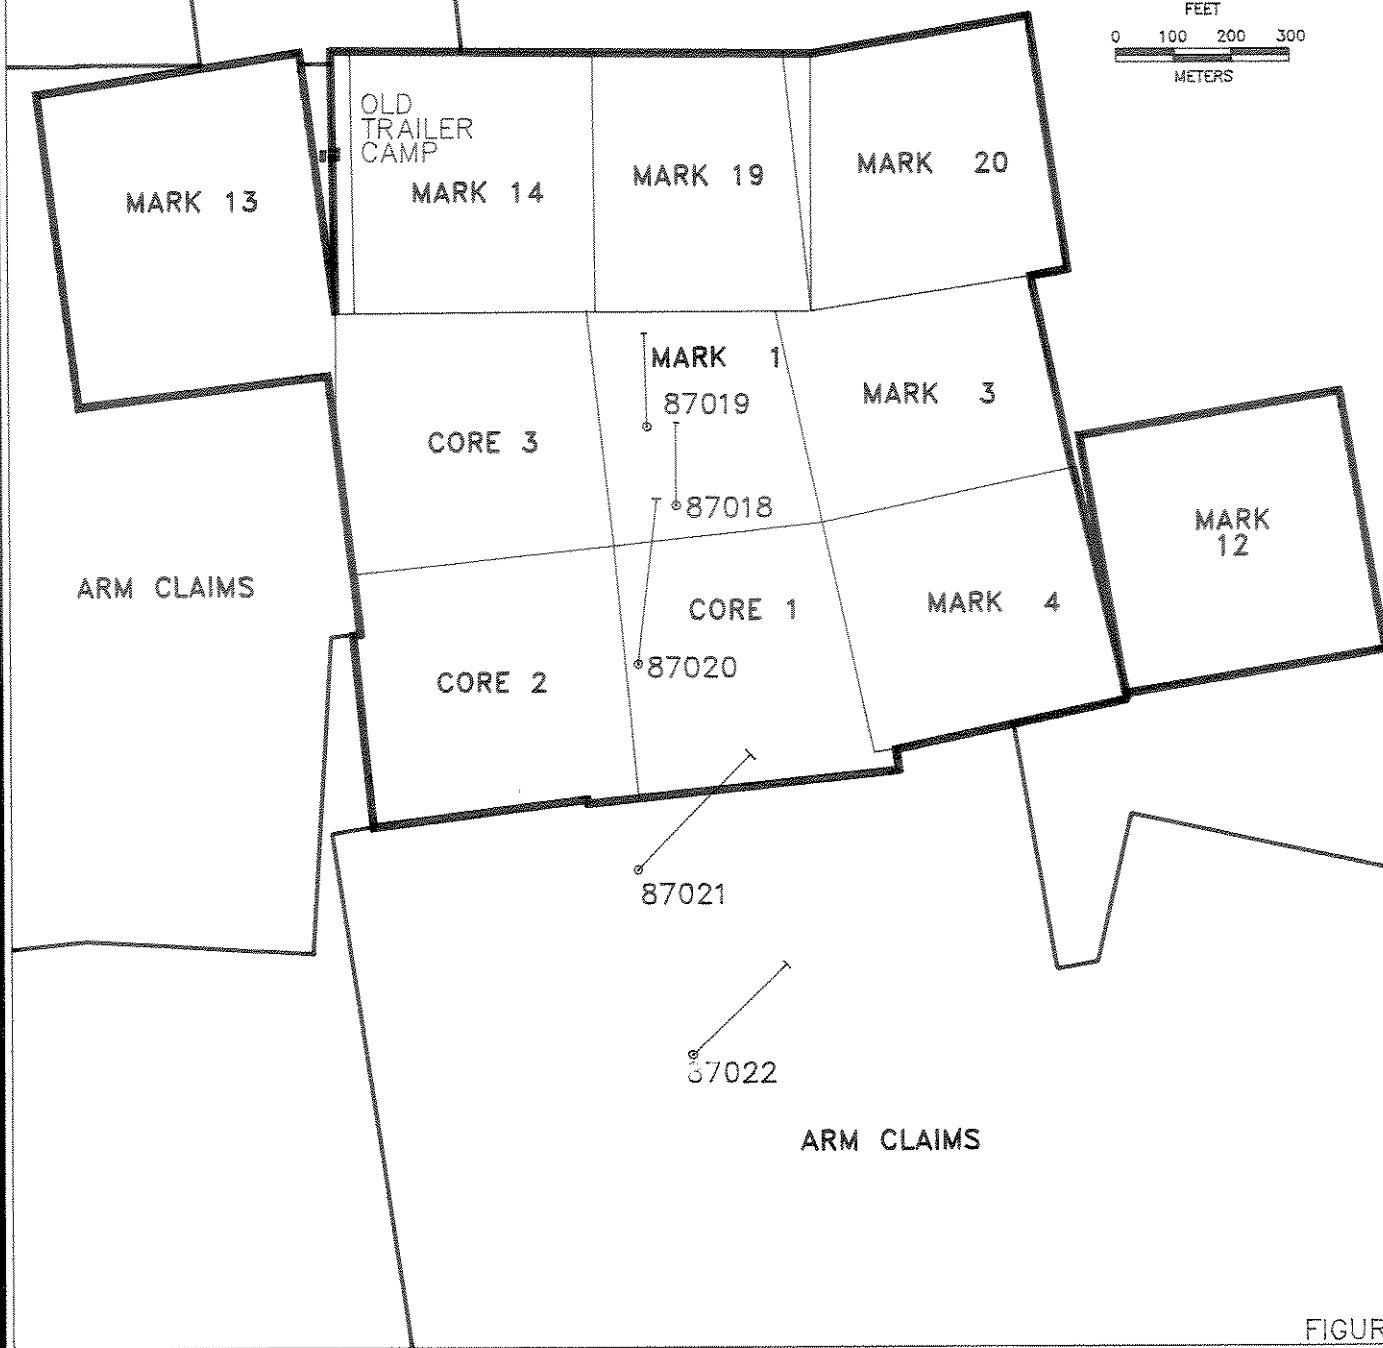 FEET
0 100 200 300
METERS
OLD
TRAILER
CAMP
MARK 13
MARK 14
MARK 19
MARK 20
MARK 1
87019
MARK 3
CORE 3
87018
MARK
12
ARM CLAIMS
CORE 1
MARK 4
87020
CORE 2
87021
87022
ARM CLAIMS
FIGUR